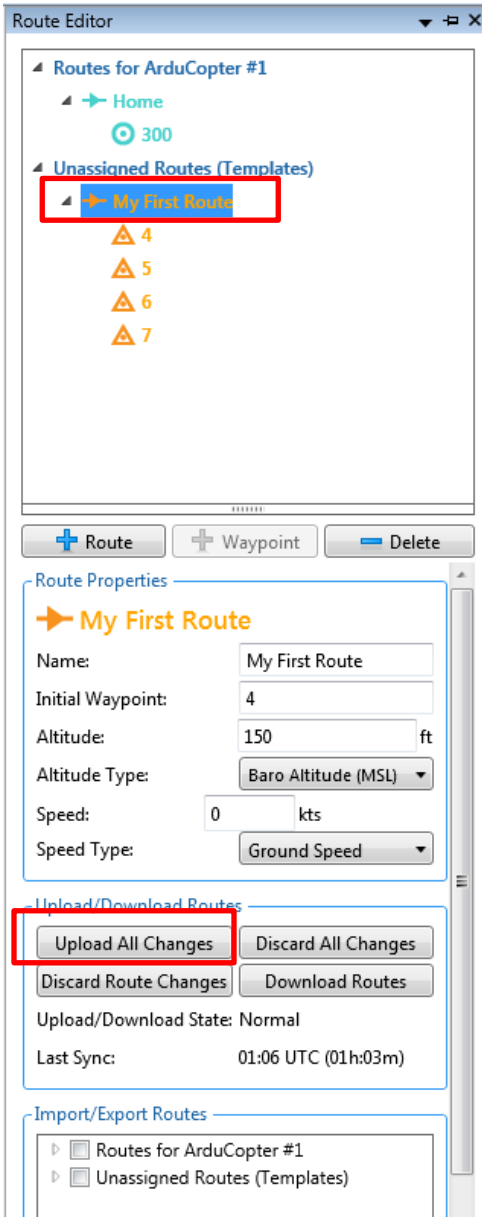 Route Editor
Routes for ArduCopter #1
Home
300
Unassigned Routes (Templates)
My First Route
4
5
6
7
Route Waypoint Delete
Route Properties
My First Route
Name: My First Route
Initial Waypoint: 4
Altitude: 150 ft
Altitude Type: Baro Altitude (MSL)
Speed: 0 kts
Speed Type: Ground Speed
Upload/Download Routes
Upload All Changes Discard All Changes
Discard Route Changes Download Routes
Upload/Download State: Normal
Last Sync: 01:06 UTC (01h:03m)
Import/Export Routes
Routes for ArduCopter #1
Unassigned Routes (Templates)